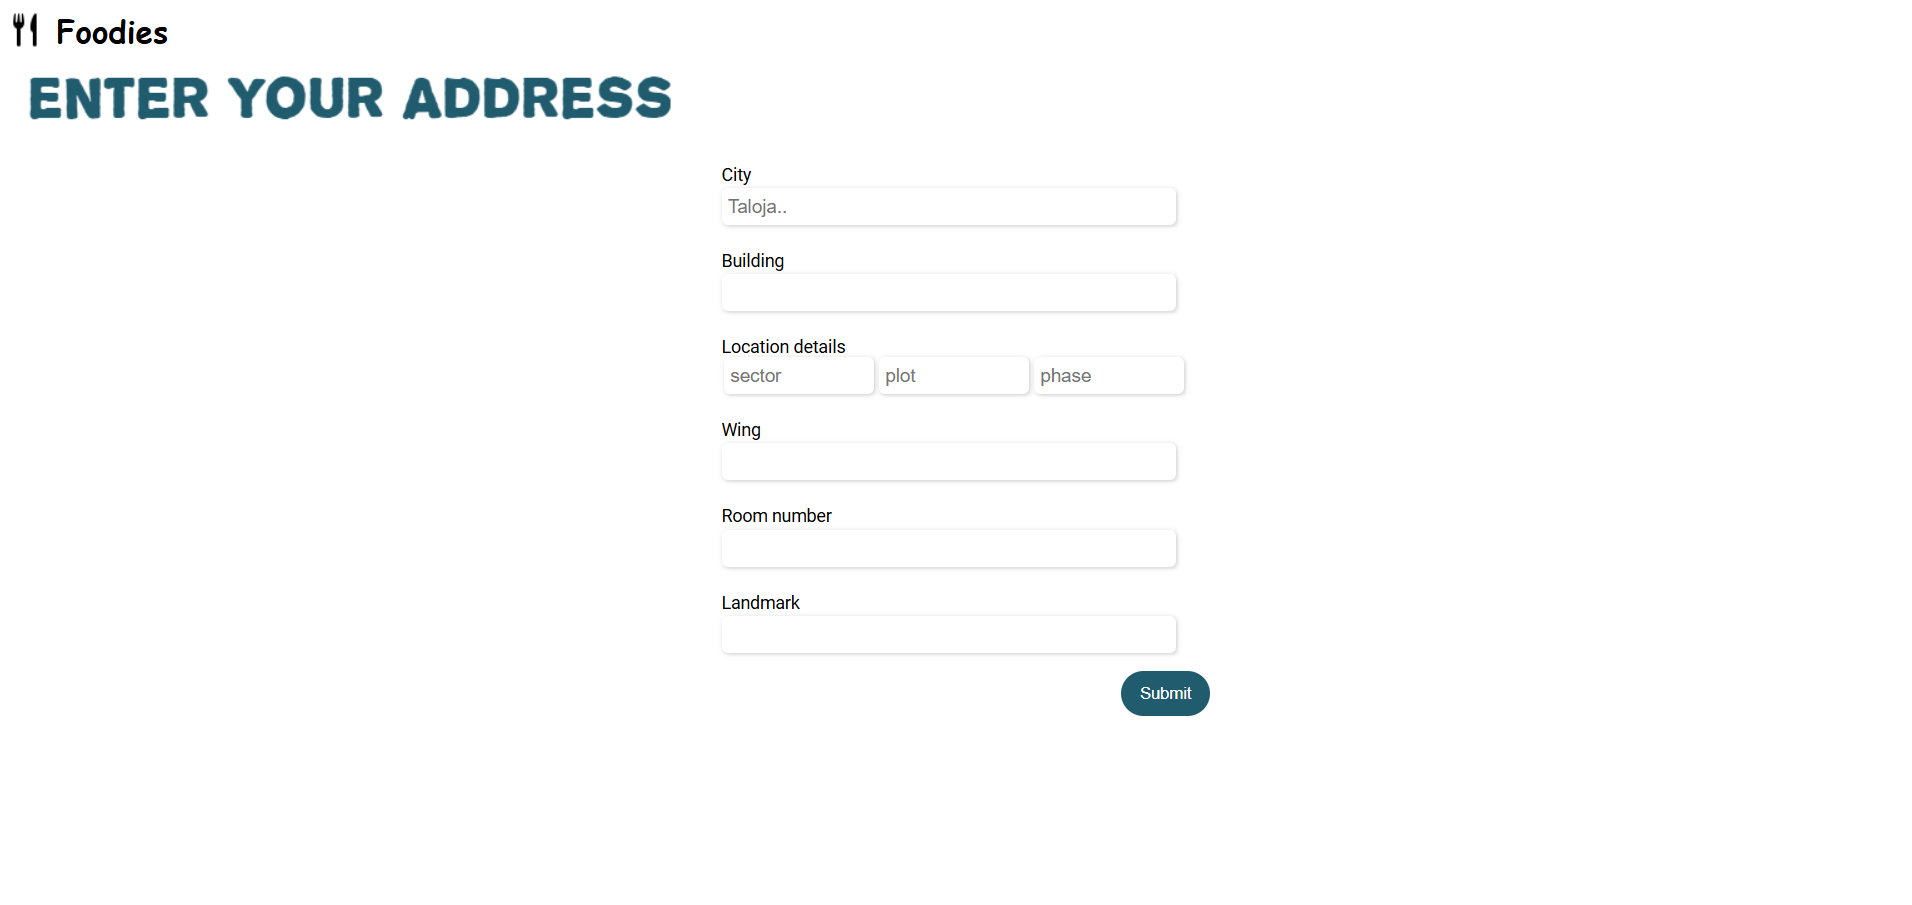 Foodies
ENTER YOUR ADDRESS
City
Taloja..
Building
Location details
sector plot phase
Wing
Room number
Landmark
Submit